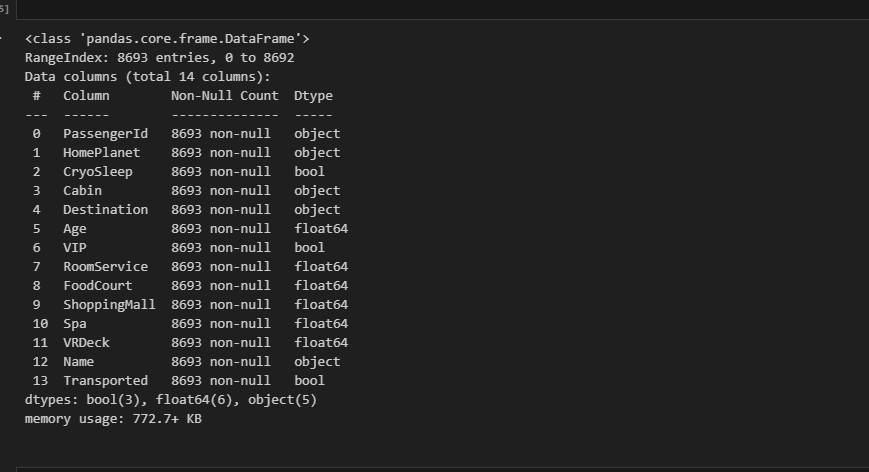 5]
<class 'pandas.core.frame.DataFrame'>
RangeIndex: 8693 entries, 0 to 8692
Data columns (total 14 columns):
 #   Column        Non-Null Count  Dtype
---  ------        --------------  -----
 0   PassengerId   8693 non-null   object
 1   HomePlanet    8693 non-null   object
 2   CryoSleep     8693 non-null   bool
 3   Cabin         8693 non-null   object
 4   Destination   8693 non-null   object
 5   Age           8693 non-null   float64
 6   VIP           8693 non-null   bool
 7   RoomService   8693 non-null   float64
 8   FoodCourt     8693 non-null   float64
 9   ShoppingMall  8693 non-null   float64
 10  Spa           8693 non-null   float64
 11  VRDeck        8693 non-null   float64
 12  Name          8693 non-null   object
 13  Transported   8693 non-null   bool
dtypes: bool(3), float64(6), object(5)
memory usage: 772.7+ KB